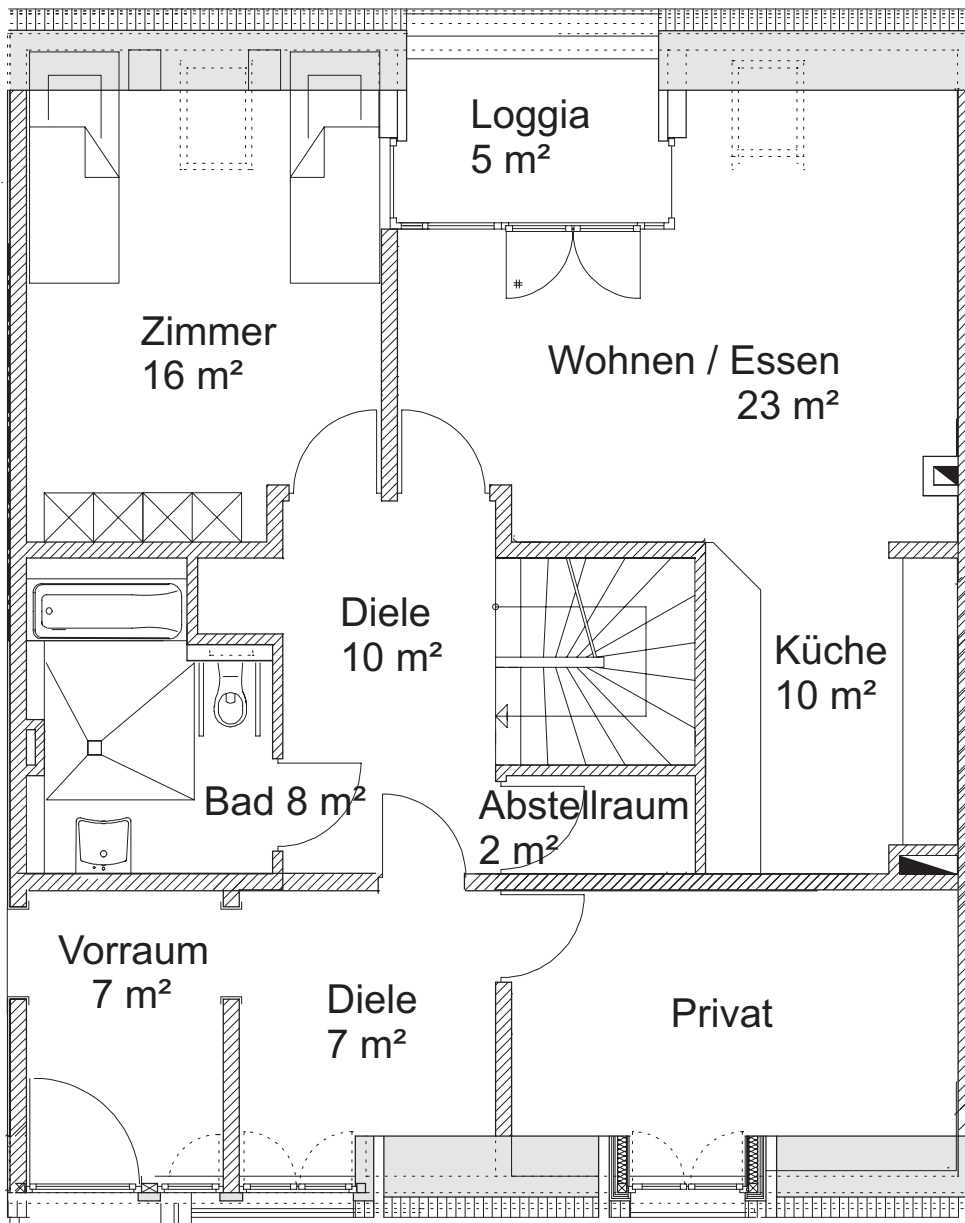 Loggia
5 m²
Zimmer
16 m²
Wohnen / Essen
23 m²
Diele
10 m²
Küche
10 m²
Bad 8 m²
Abstellraum
2 m²
Vorraum
7 m²
Diele
7 m²
Privat